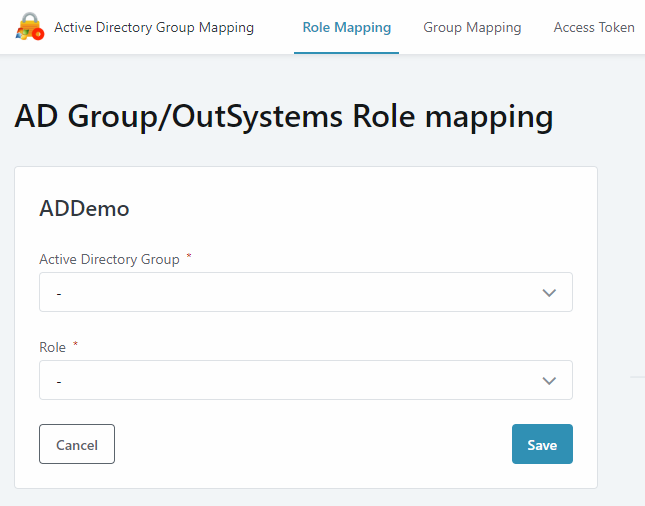 Active Directory Group Mapping Role Mapping Group Mapping Access Token
AD Group/OutSystems Role mapping
ADDemo
Active Directory Group *
-
Role *
-
Cancel Save